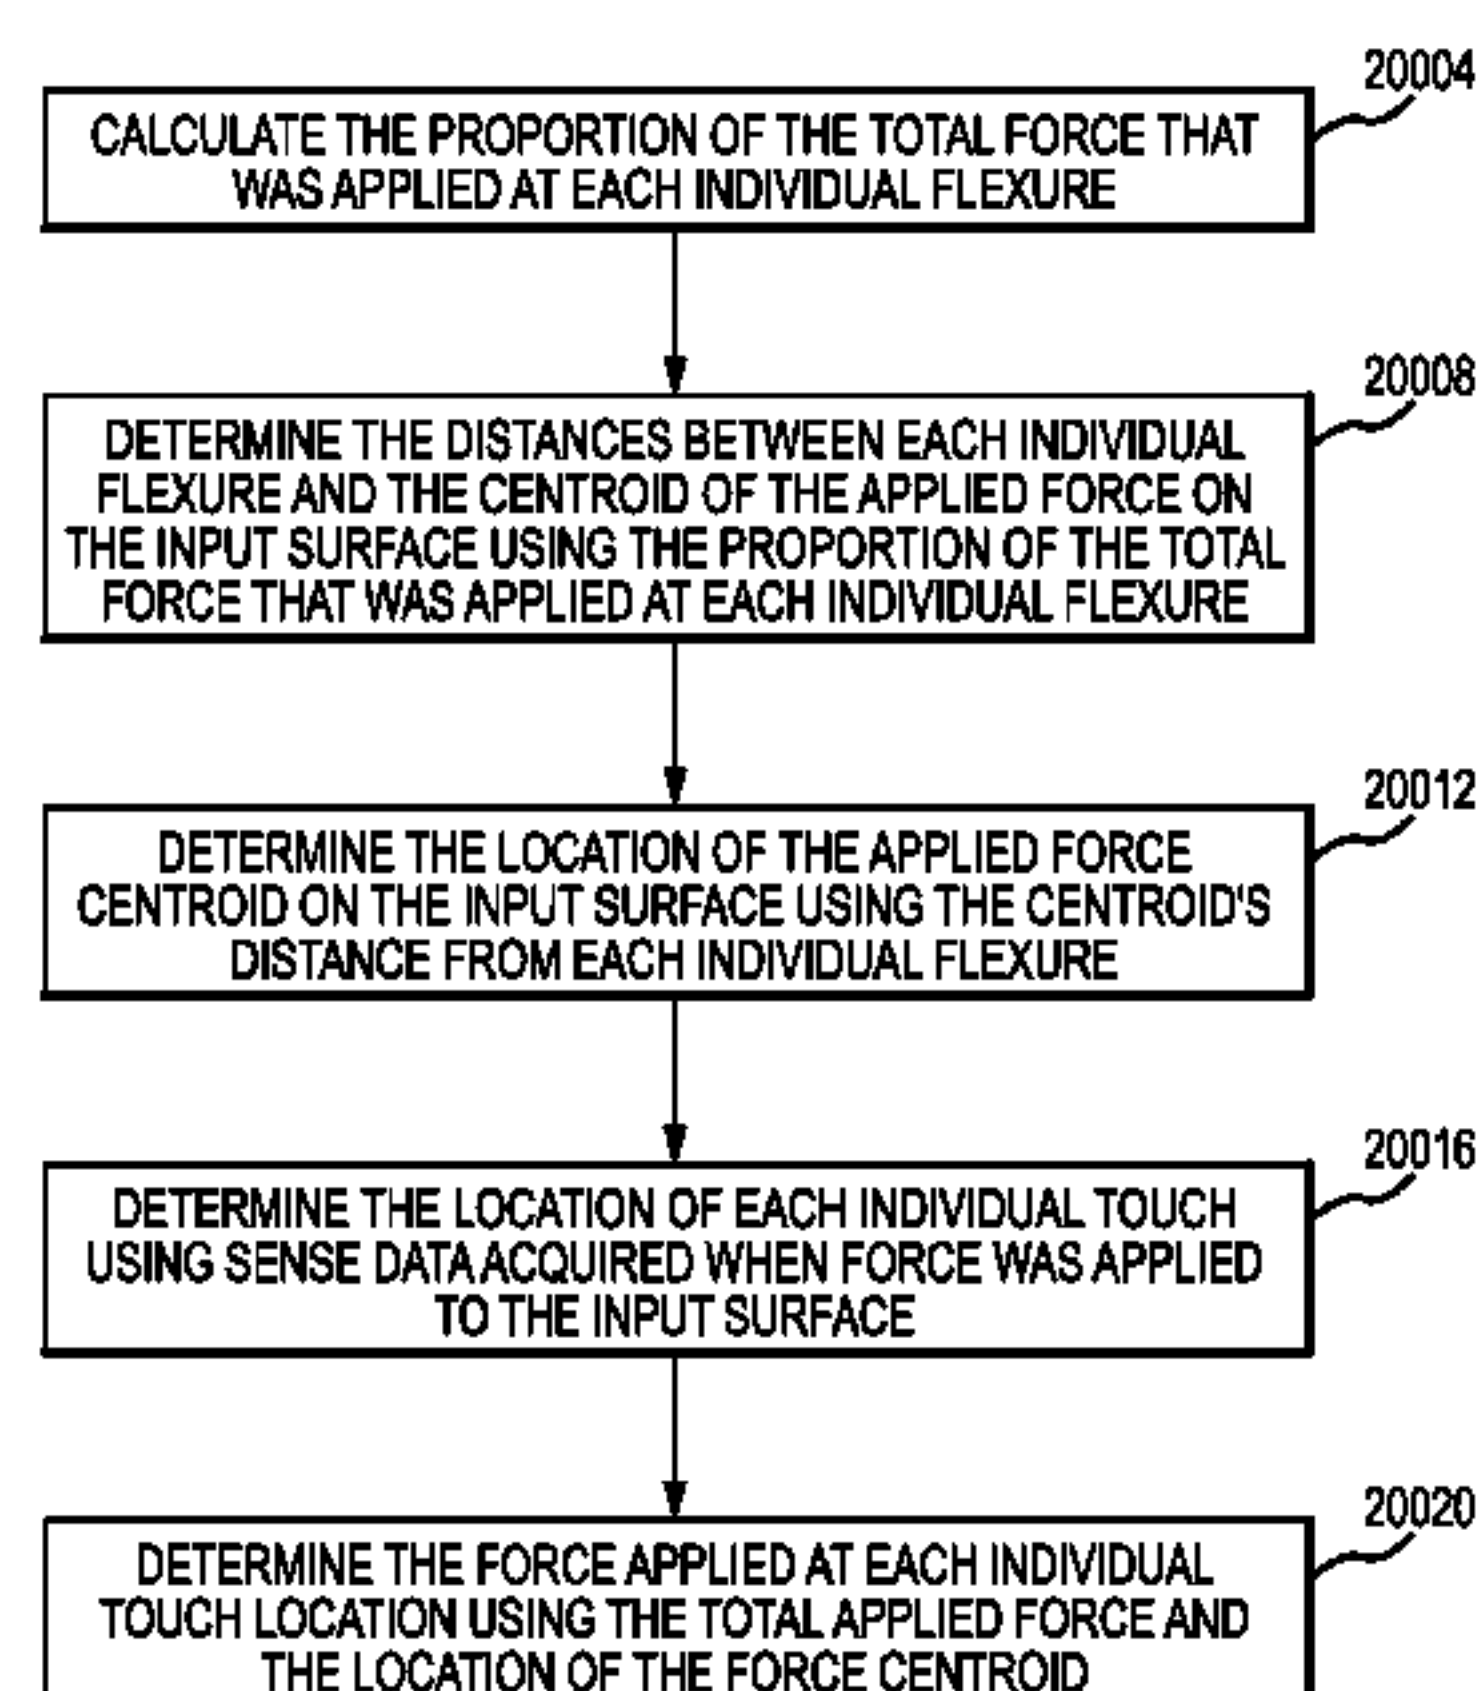 20004
CALCULATE THE PROPORTION OF THE TOTAL FORCE THAT
WAS APPLIED AT EACH INDIVIDUAL FLEXURE
20008
DETERMINE THE DISTANCES BETWEEN EACH INDIVIDUAL
FLEXURE AND THE CENTROID OF THE APPLIED FORCE ON
THE INPUT SURFACE USING THE PROPORTION OF THE TOTAL
FORCE THAT WAS APPLIED AT EACH INDIVIDUAL FLEXURE
20012
DETERMINE THE LOCATION OF THE APPLIED FORCE
CENTROID ON THE INPUT SURFACE USING THE CENTROID'S
DISTANCE FROM EACH INDIVIDUAL FLEXURE
20016
DETERMINE THE LOCATION OF EACH INDIVIDUAL TOUCH
USING SENSE DATA ACQUIRED WHEN FORCE WAS APPLIED
TO THE INPUT SURFACE
20020
DETERMINE THE FORCE APPLIED AT EACH INDIVIDUAL
TOUCH LOCATION USING THE TOTAL APPLIED FORCE AND
THE LOCATION OF THE FORCE CENTROID